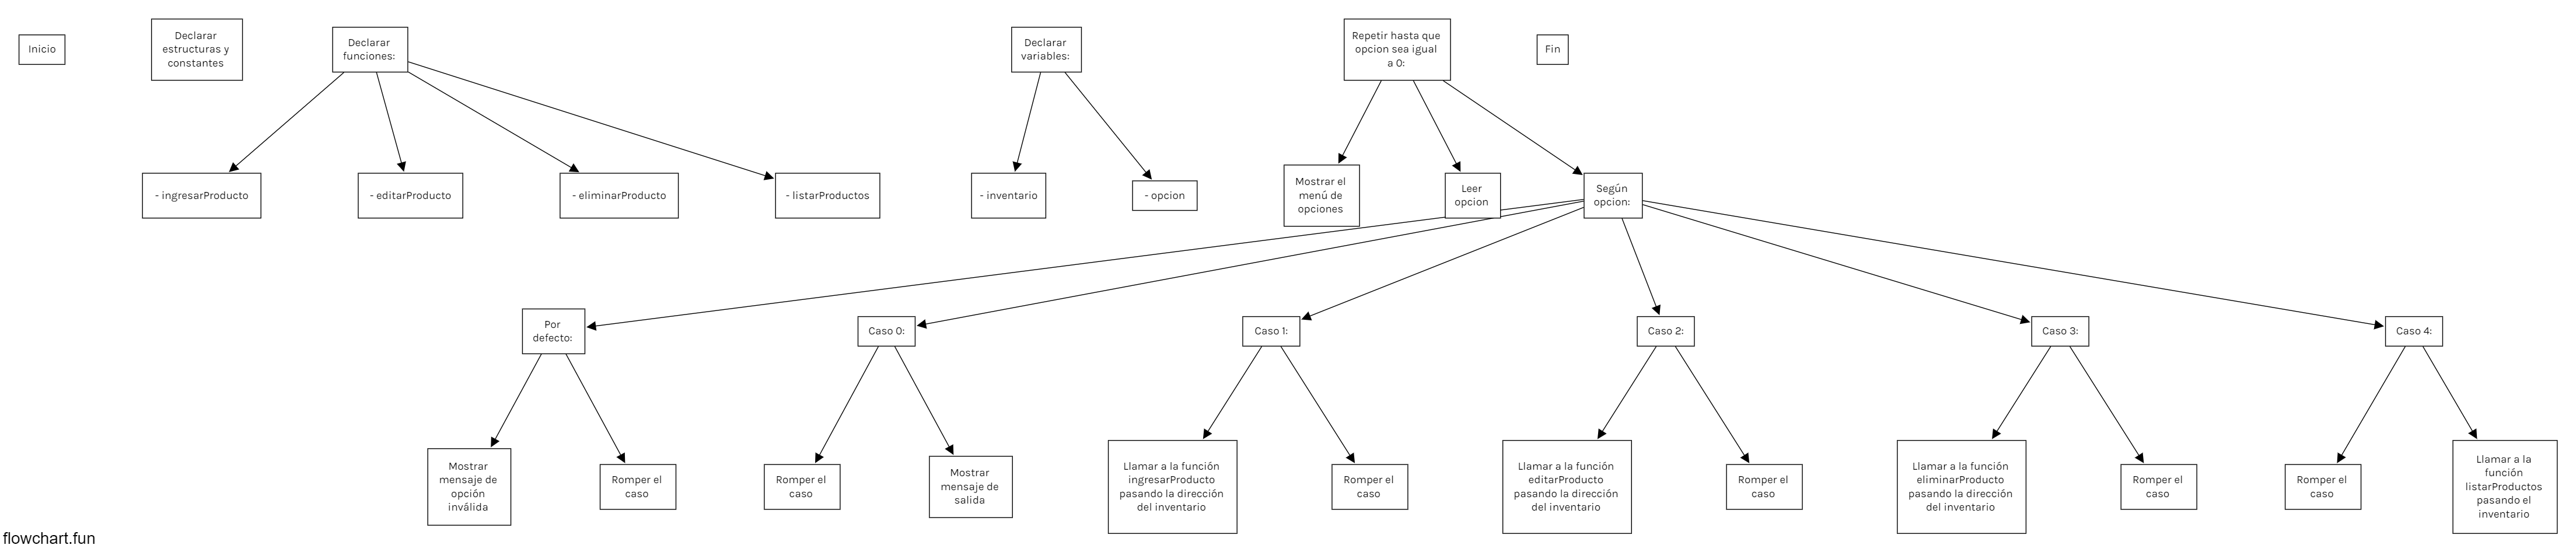 Inicio
Declarar
estructuras y
constantes
Declarar
funciones:
Declarar
variables:
Repetir hasta que
opcion sea igual
a 0:
Fin
- ingresarProducto
- editarProducto
- eliminarProducto
- listarProductos
- inventario
- opcion
Mostrar el
menú de
opciones
Leer
opcion
Según
opcion:
Por
defecto:
Caso 0:
Caso 1:
Caso 2:
Caso 3:
Caso 4:
Mostrar
mensaje de
opción
inválida
Romper el
caso
Romper el
caso
Mostrar
mensaje de
salida
Llamar a la función
ingresarProducto
pasando la dirección
del inventario
Romper el
caso
Llamar a la función
editarProducto
pasando la dirección
del inventario
Romper el
caso
Llamar a la función
eliminarProducto
pasando la dirección
del inventario
Romper el
caso
Romper el
caso
Llamar a la
función
listarProductos
pasando el
inventario
flowchart.fun